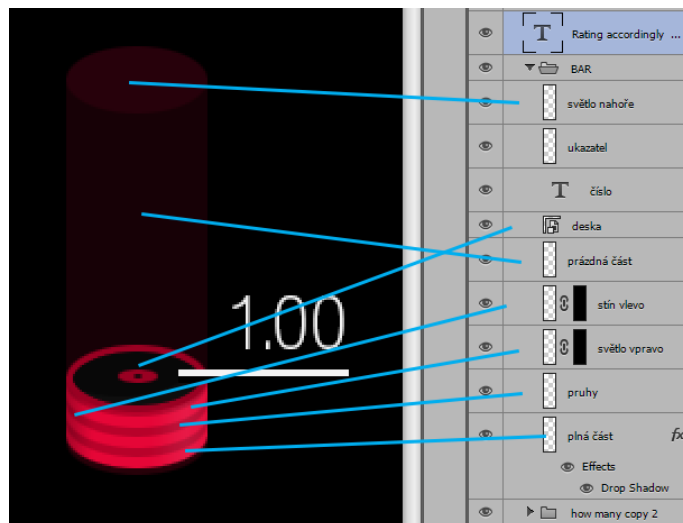 1.00
Rating accordingly ...
BAR
světlo nahoře
ukazatel
T číslo
deska
prázdná část
stín vlevo
světlo vpravo
pruhy
plná část fx
Effects
Drop Shadow
how many copy 2